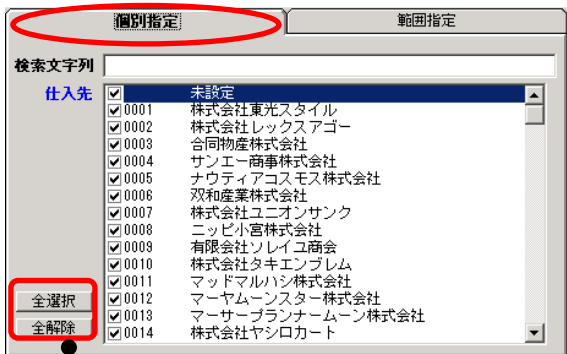 個別指定 範囲指定
検索文字列
仕入先 未設定
0001 株式会社東光スタイル
0002 株式会社レックスアゴー
0003 合同物産株式会社
0004 サンエー商事株式会社
0005 ナウティアコスモス株式会社
0006 双和産業株式会社
0007 株式会社ユニオンサンク
0008 ニッピ小宮株式会社
0009 有限会社ソレイユ商会
0010 株式会社タキエンブレム
0011 マッドマルハシ株式会社
0012 マーヤムーンスター株式会社
0013 マーサープランナームーン株式会社
0014 株式会社ヤシロカート
全選択
全解除